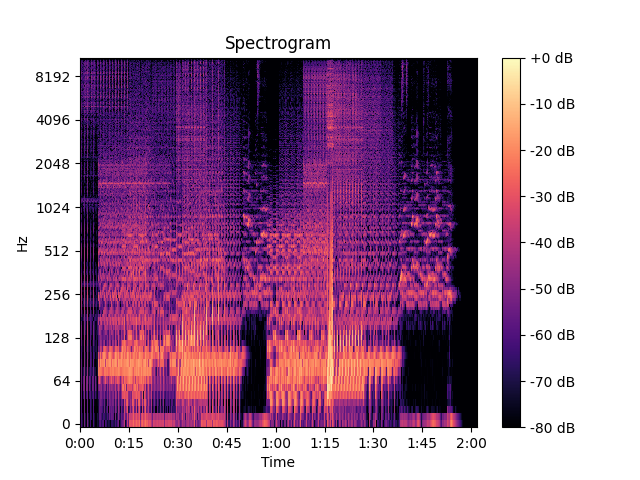 Spectrogram
8192
4096
2048
1024
512
256
128
64
0
Hz
0:00 0:15 0:30 0:45 1:00 1:15 1:30 1:45 2:00
Time
+0 dB
-10 dB
-20 dB
-30 dB
-40 dB
-50 dB
-60 dB
-70 dB
-80 dB